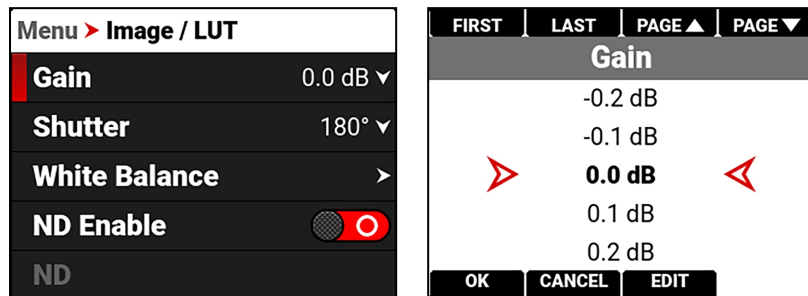 Menu > Image / LUT
Gain 0.0 dB
Shutter 180°
White Balance >
ND Enable
ND
FIRST LAST PAGE▲ PAGE▼
Gain
-0.2 dB
-0.1 dB
0.0 dB
0.1 dB
0.2 dB
OK CANCEL EDIT